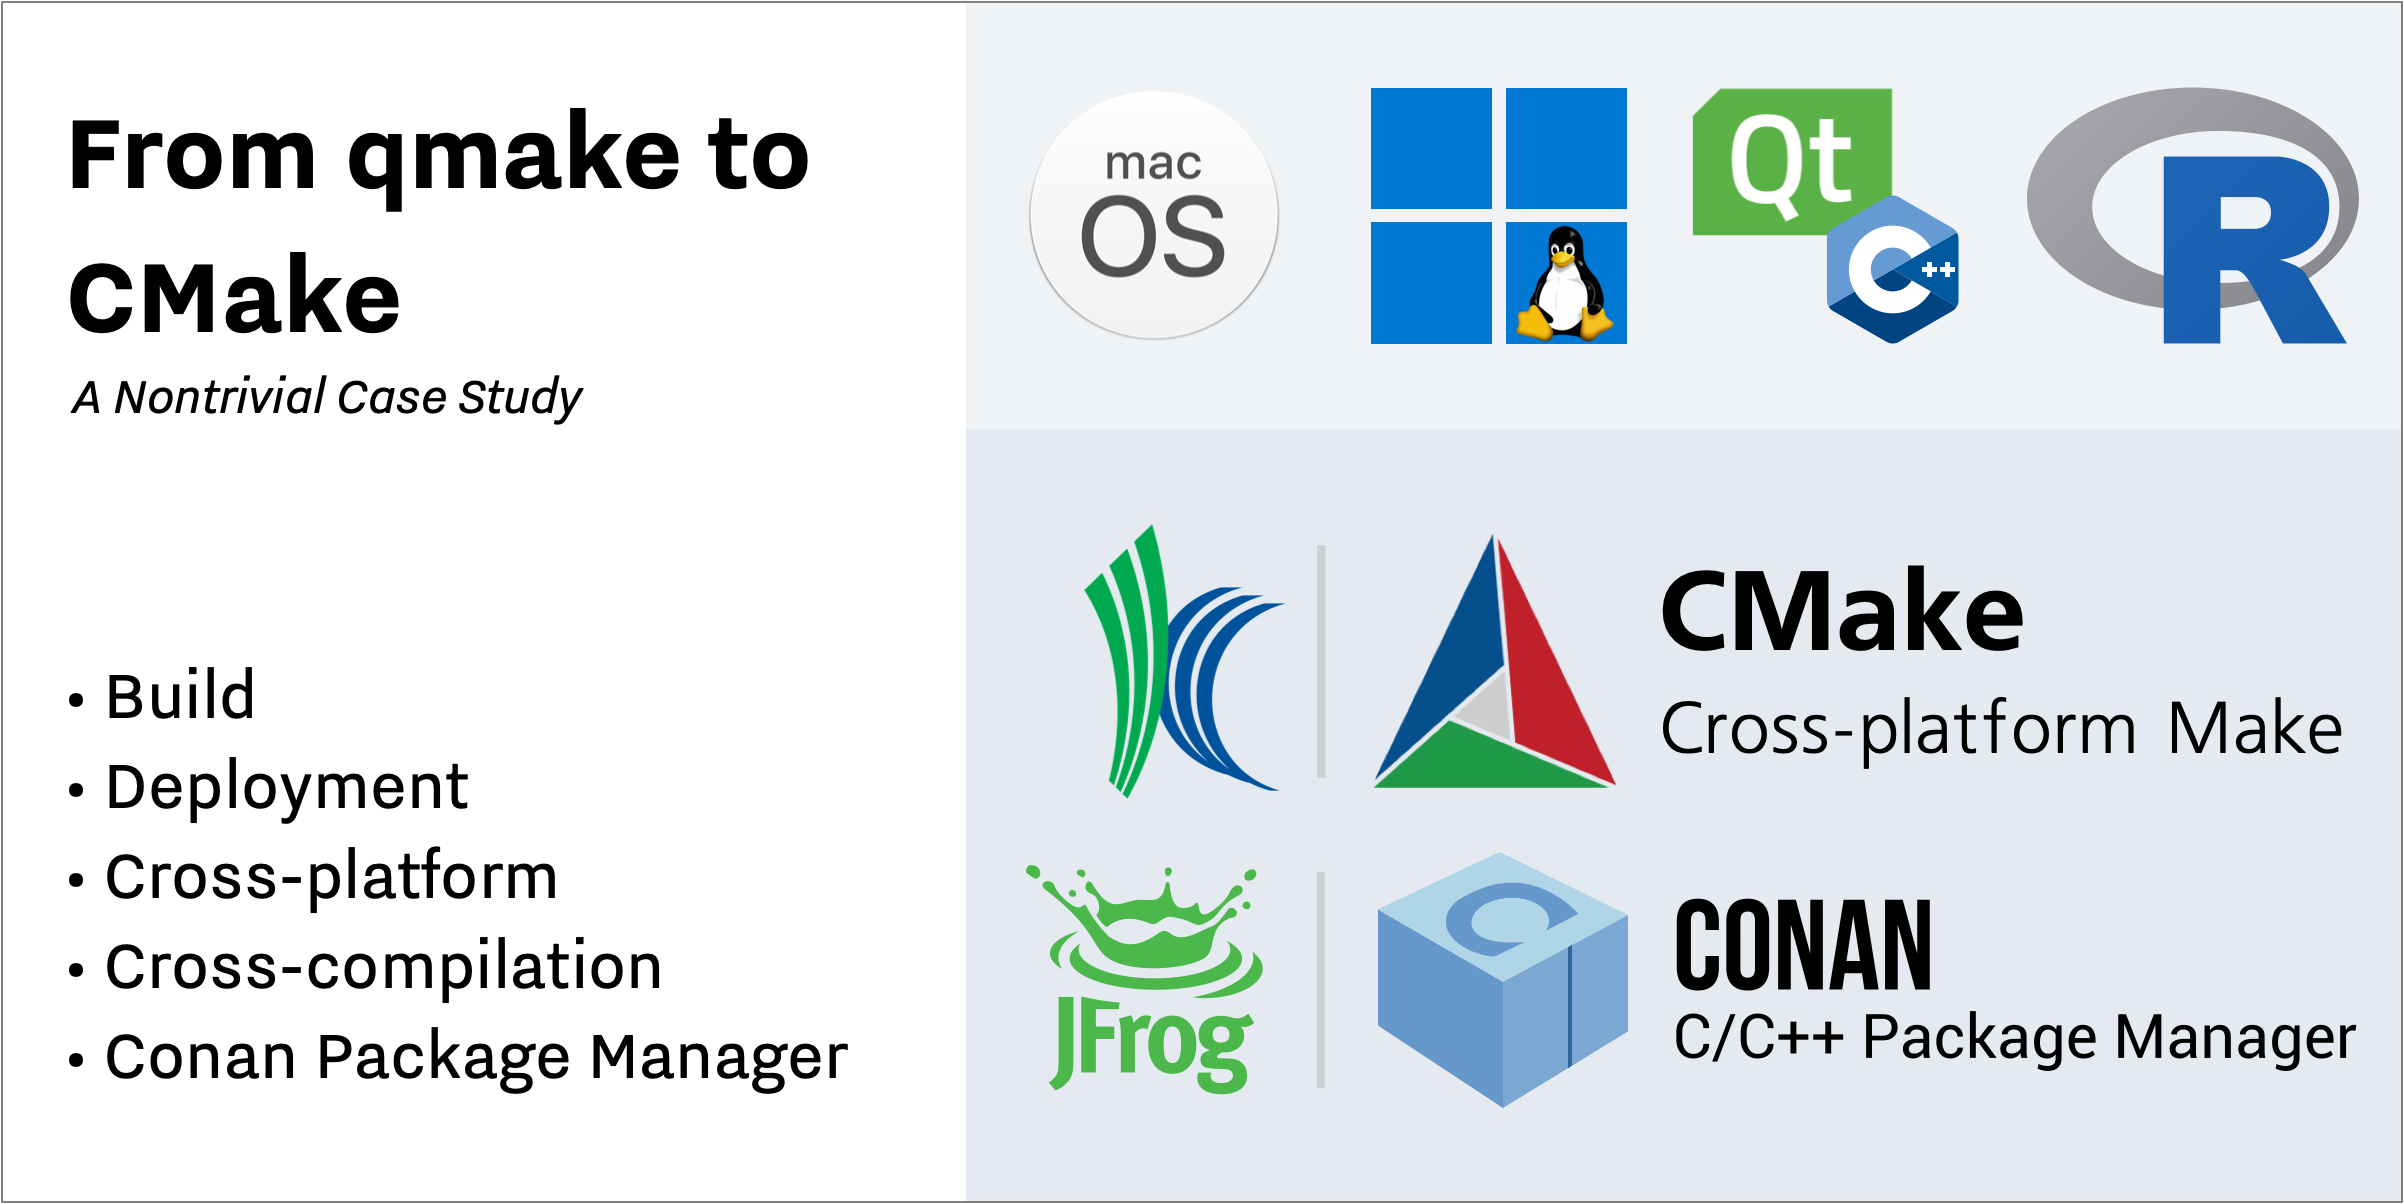 From qmake to
CMake
A Nontrivial Case Study
• Build
• Deployment
• Cross-platform
• Cross-compilation
• Conan Package Manager
mac
OS
Qt
C++
R
CMake
Cross-platform Make
JFrog
CONAN
C/C++ Package Manager